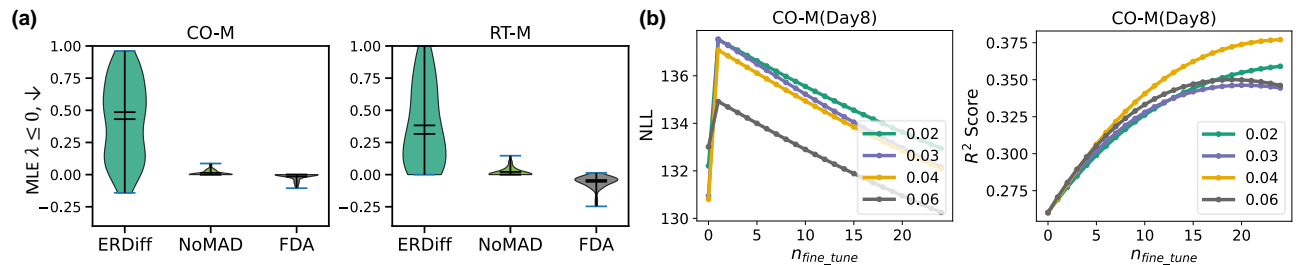 (a)
CO-M
RT-M
MLE λ ≤ 0, ↓
1.00
0.75
0.50
0.25
0.00
−0.25
ERDiff
NoMAD
FDA
1.00
0.75
0.50
0.25
0.00
−0.25
ERDiff
NoMAD
FDA
(b)
CO-M(Day8)
NLL
136
134
132
130
0
5
10
15
20
n_fine_tune
0.02
0.03
0.04
0.06
CO-M(Day8)
R² Score
0.375
0.350
0.325
0.300
0.275
0
5
10
15
20
n_fine_tune
0.02
0.03
0.04
0.06